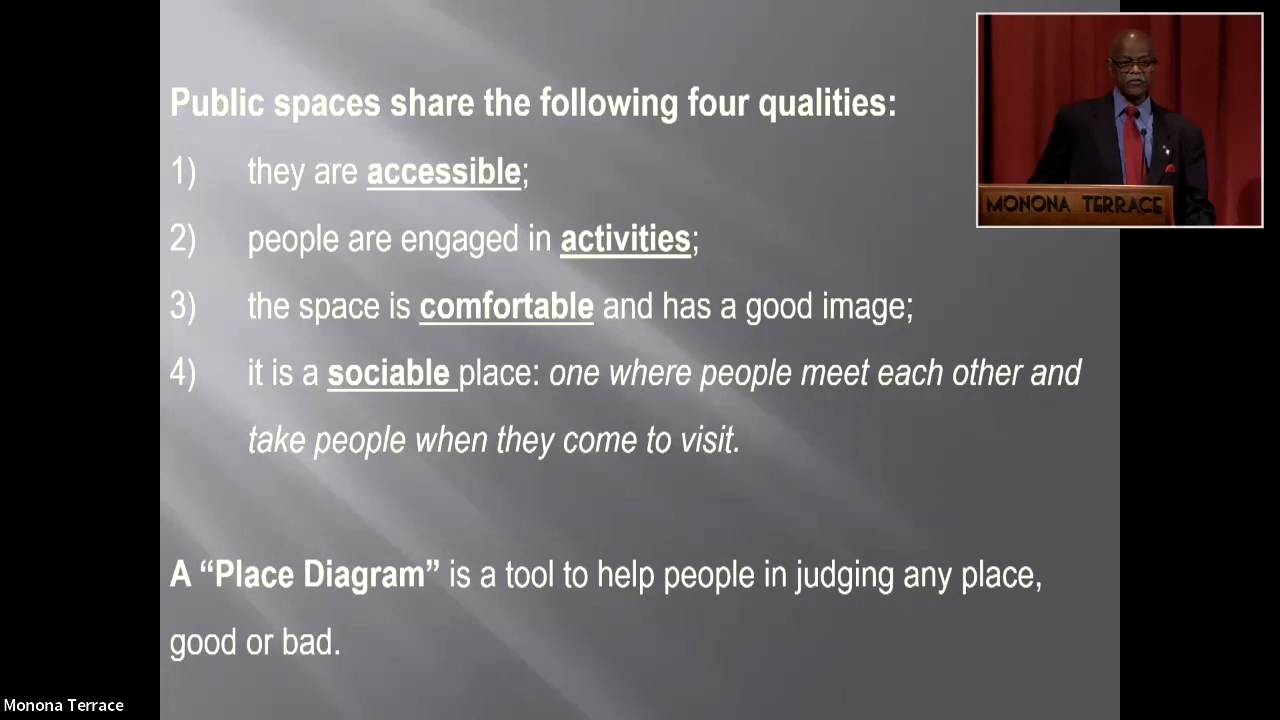 Public spaces share the following four qualities:
1) they are accessible;
2) people are engaged in activities;
3) the space is comfortable and has a good image;
4) it is a sociable place: one where people meet each other and
take people when they come to visit.
A “Place Diagram” is a tool to help people in judging any place,
good or bad.
MONONA TERRACE
Monona Terrace